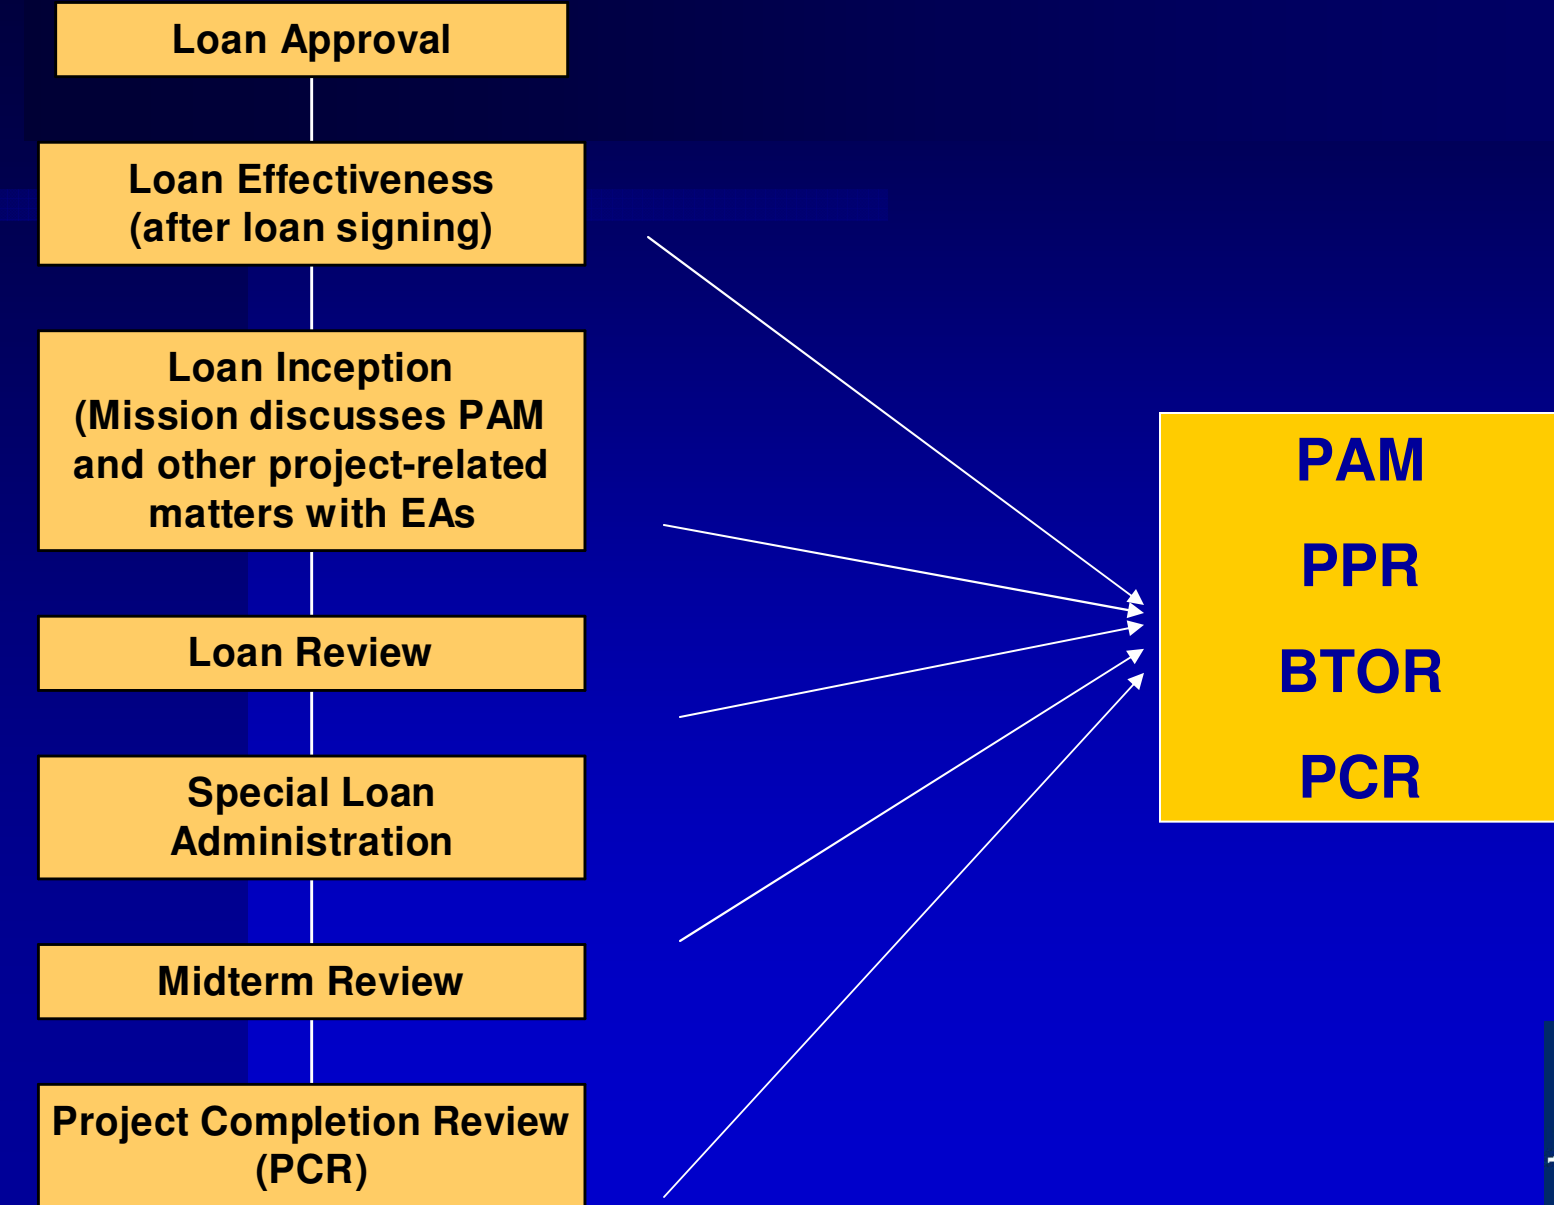 Loan Approval
Loan Effectiveness
(after loan signing)
Loan Inception
(Mission discusses PAM
and other project-related
matters with EAs
Loan Review
Special Loan
Administration
Midterm Review
Project Completion Review
(PCR)
PAM
PPR
BTOR
PCR